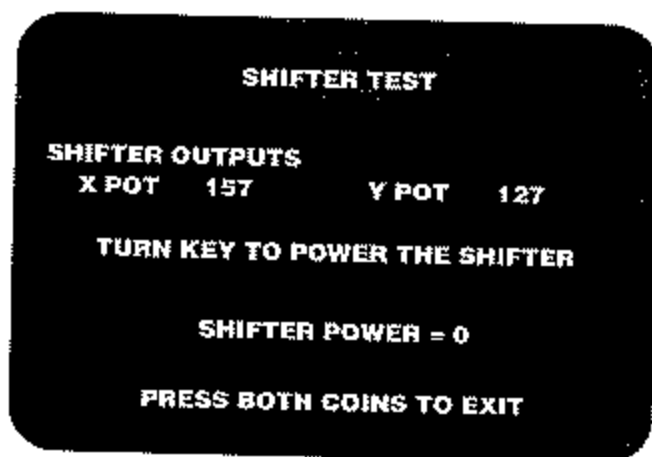 SHIFTER TEST
SHIFTER OUTPUTS
X POT 157 Y POT 127
TURN KEY TO POWER THE SHIFTER
SHIFTER POWER = 0
PRESS BOTH COINS TO EXIT